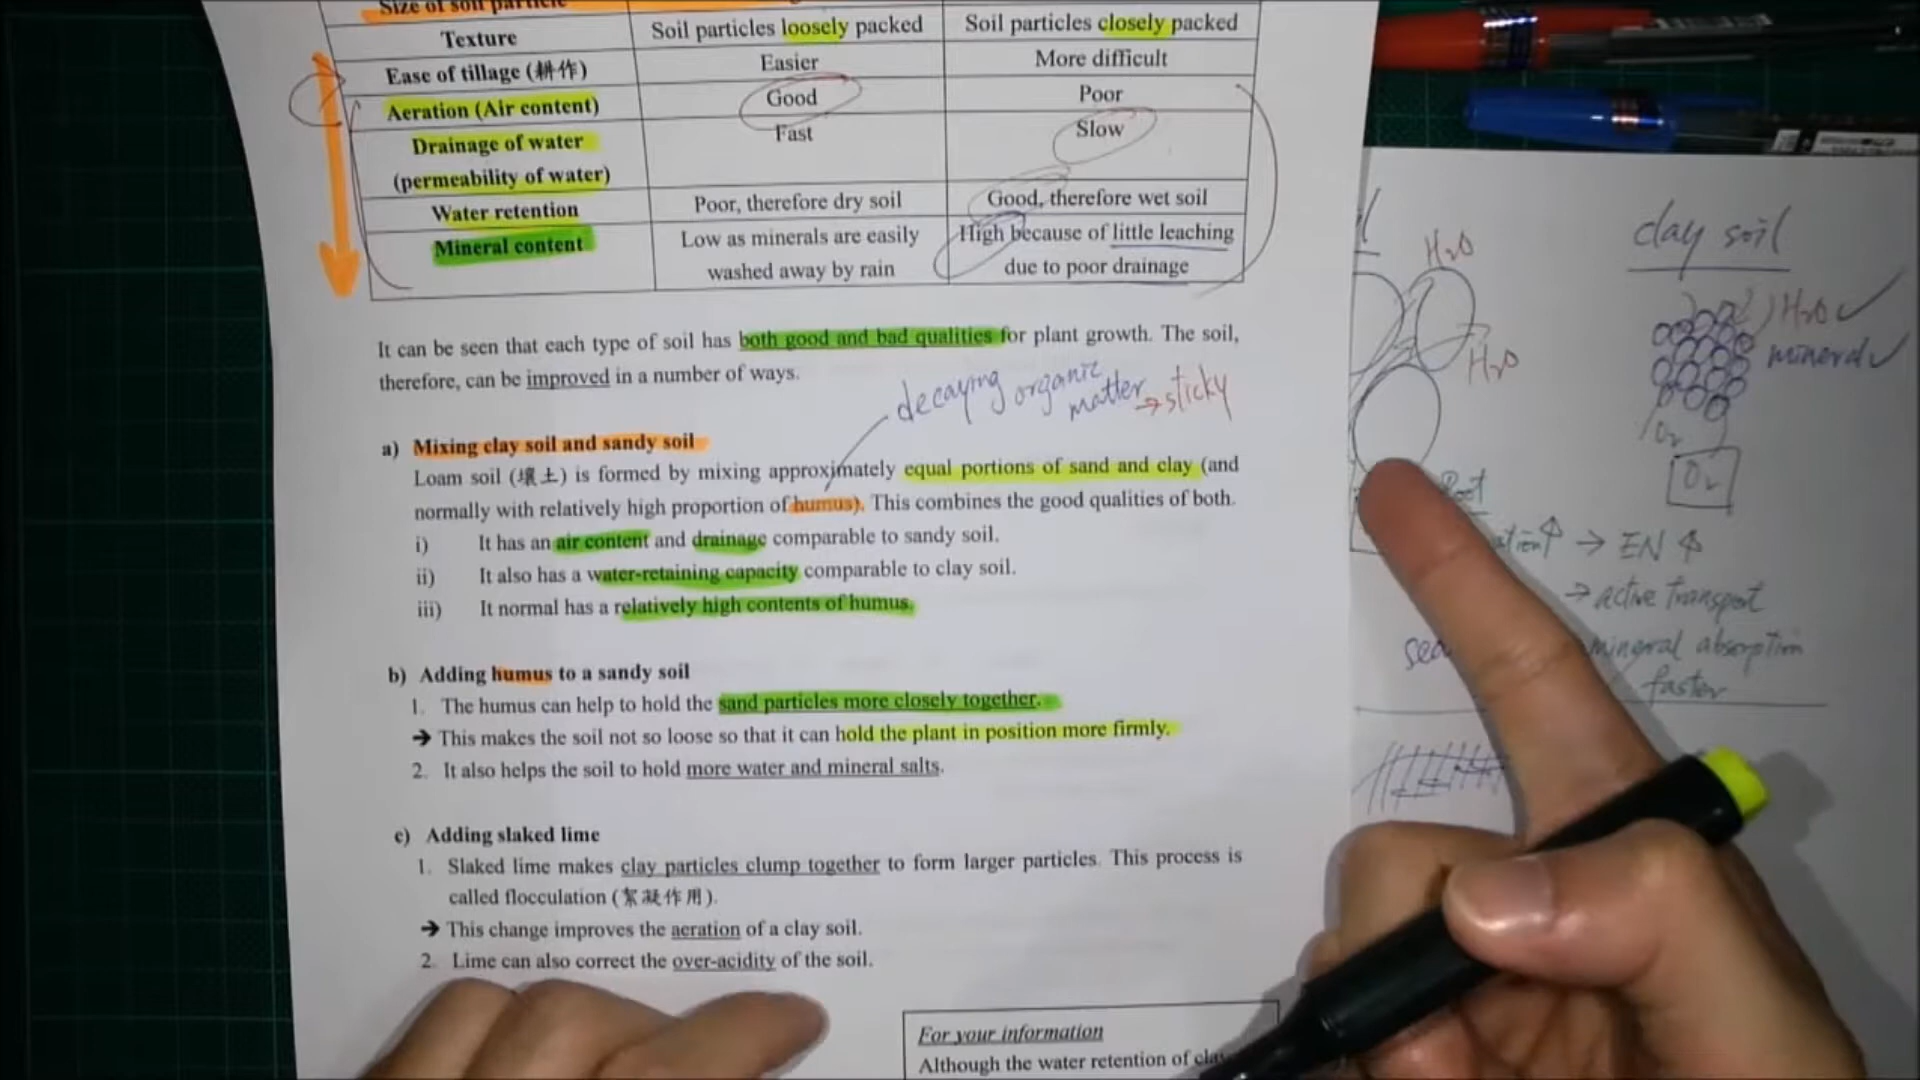 Size of soil particle
Texture
Soil particles loosely packed
Soil particles closely packed
Ease of tillage (耕作)
Easier
More difficult
Aeration (Air content)
Good
Poor
Drainage of water
(permeability of water)
Fast
Slow
Water retention
Poor, therefore dry soil
Good, therefore wet soil
Mineral content
Low as minerals are easily
washed away by rain
High because of little leaching
due to poor drainage
It can be seen that each type of soil has both good and bad qualities for plant growth. The soil,
therefore, can be improved in a number of ways.
decaying organic
matter → sticky
a) Mixing clay soil and sandy soil
Loam soil (壤土) is formed by mixing approximately equal portions of sand and clay (and
normally with relatively high proportion of humus). This combines the good qualities of both.
i) It has an air content and drainage comparable to sandy soil.
ii) It also has a water-retaining capacity comparable to clay soil.
iii) It normal has a relatively high contents of humus.
b) Adding humus to a sandy soil
1. The humus can help to hold the sand particles more closely together.
➔ This makes the soil not so loose so that it can hold the plant in position more firmly.
2. It also helps the soil to hold more water and mineral salts.
c) Adding slaked lime
1. Slaked lime makes clay particles clump together to form larger particles. This process is
called flocculation (絮凝作用).
➔ This change improves the aeration of a clay soil.
2. Lime can also correct the over-acidity of the soil.
For your information
Although the water retention of clay
clay soil
H₂O
H₂O
H₂O ✓
mineral ✓
O₂
O₂
↑ → EN ↑
→ active transport
mineral absorption
faster